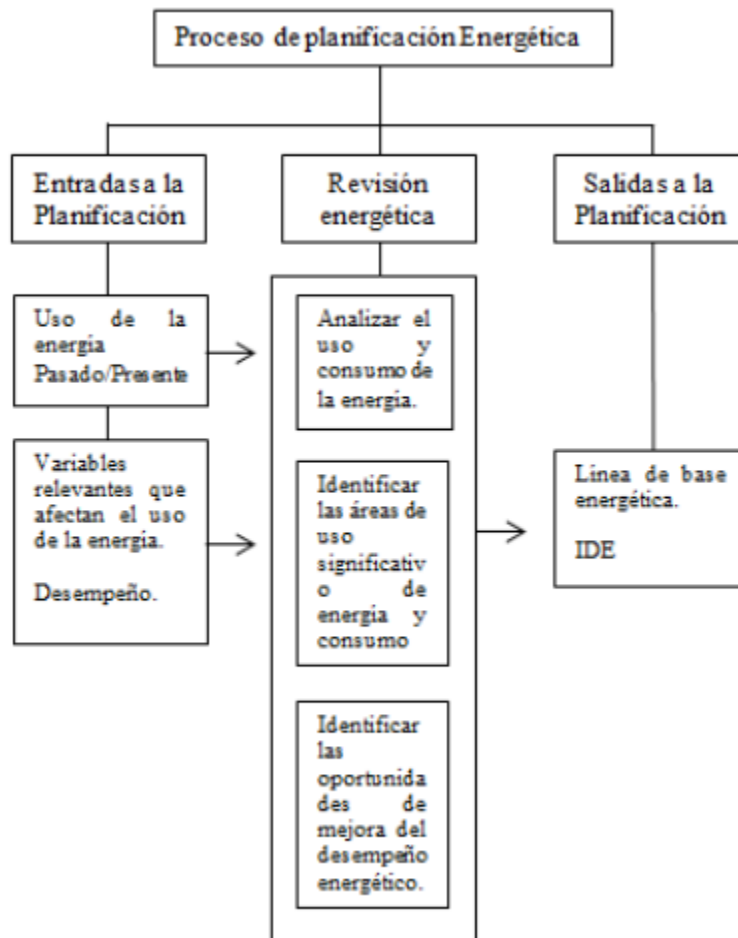 Proceso de planificación Energética
Entradas a la
Planificación
Revisión
energética
Salidas a la
Planificación
Uso de la
energía
Pasado/Presente
Variables
relevantes que
afectan el uso
de la energía.
Desempeño.
Analizar el
uso y
consumo de
la energía.
Identificar
las áreas de
uso
significativ
o de
energía y
consumo
Identificar
las
oportunida
des de
mejora del
desempeño
energético.
Línea de base
energética.
IDE